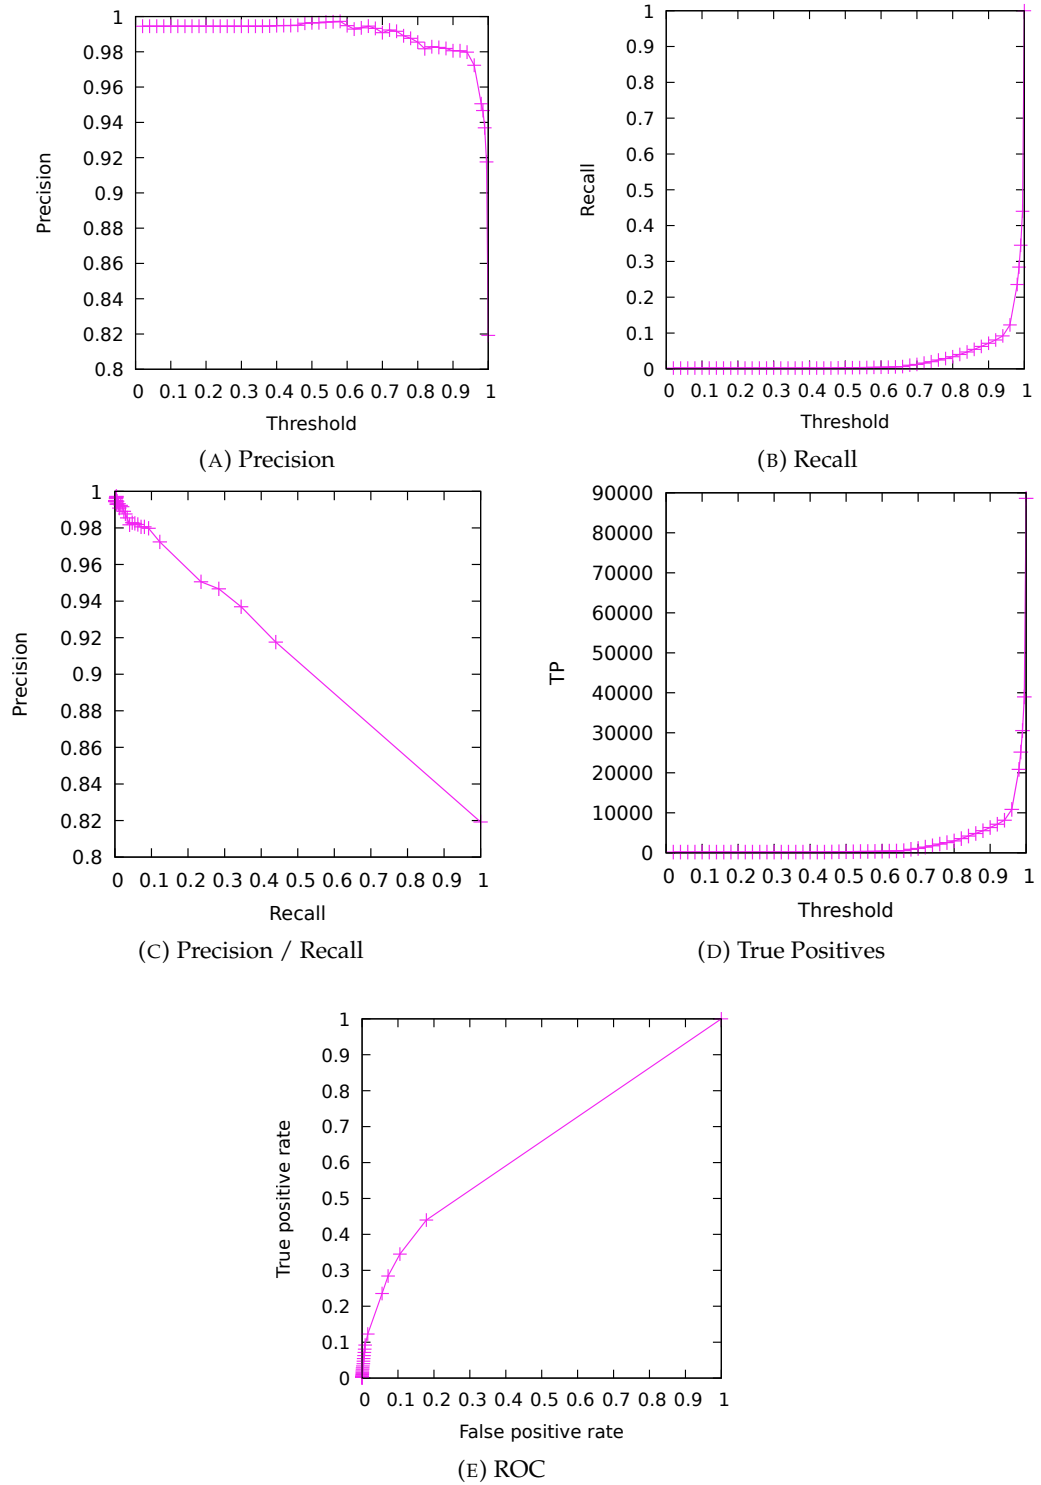 1
0.98
0.96
0.94
0.92
0.9
0.88
0.86
0.84
0.82
0.8
Precision
0 0.1 0.2 0.3 0.4 0.5 0.6 0.7 0.8 0.9 1
Threshold
(A) Precision
1
0.9
0.8
0.7
0.6
0.5
0.4
0.3
0.2
0.1
0
Recall
0 0.1 0.2 0.3 0.4 0.5 0.6 0.7 0.8 0.9 1
Threshold
(B) Recall
1
0.98
0.96
0.94
0.92
0.9
0.88
0.86
0.84
0.82
0.8
Precision
0 0.1 0.2 0.3 0.4 0.5 0.6 0.7 0.8 0.9 1
Recall
(C) Precision / Recall
90000
80000
70000
60000
50000
40000
30000
20000
10000
0
TP
0 0.1 0.2 0.3 0.4 0.5 0.6 0.7 0.8 0.9 1
Threshold
(D) True Positives
1
0.9
0.8
0.7
0.6
0.5
0.4
0.3
0.2
0.1
0
True positive rate
0 0.1 0.2 0.3 0.4 0.5 0.6 0.7 0.8 0.9 1
False positive rate
(E) ROC